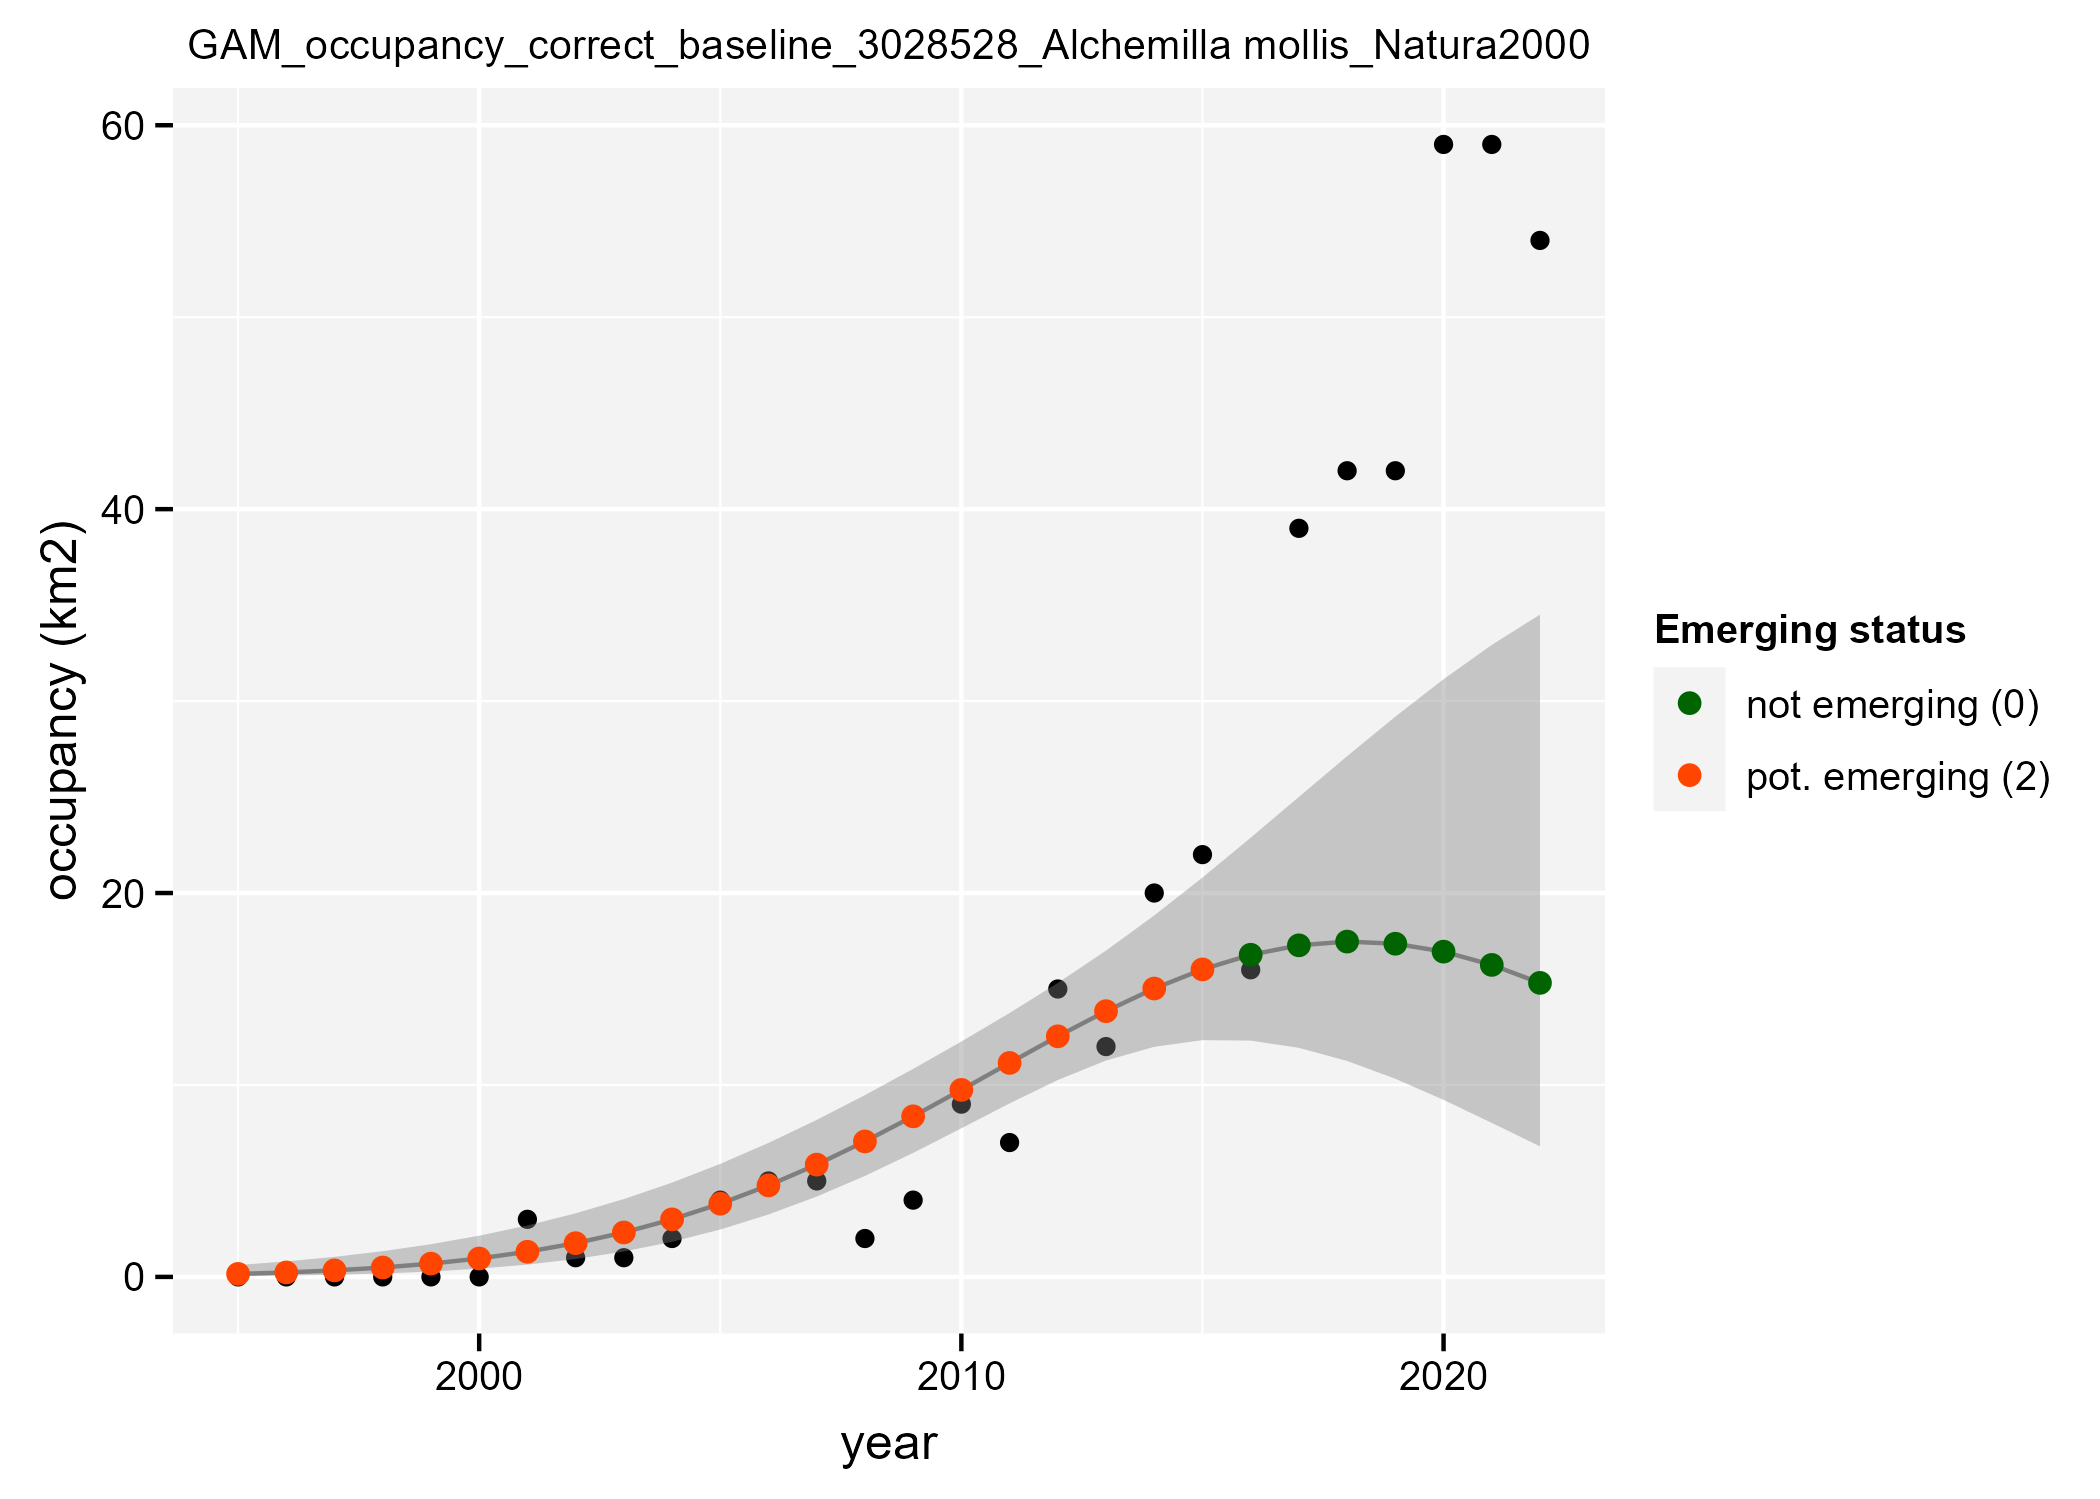 GAM_occupancy_correct_baseline_3028528_Alchemilla mollis_Natura2000
60
40
20
0
occupancy (km2)
2000
2010
2020
year
Emerging status
not emerging (0)
pot. emerging (2)